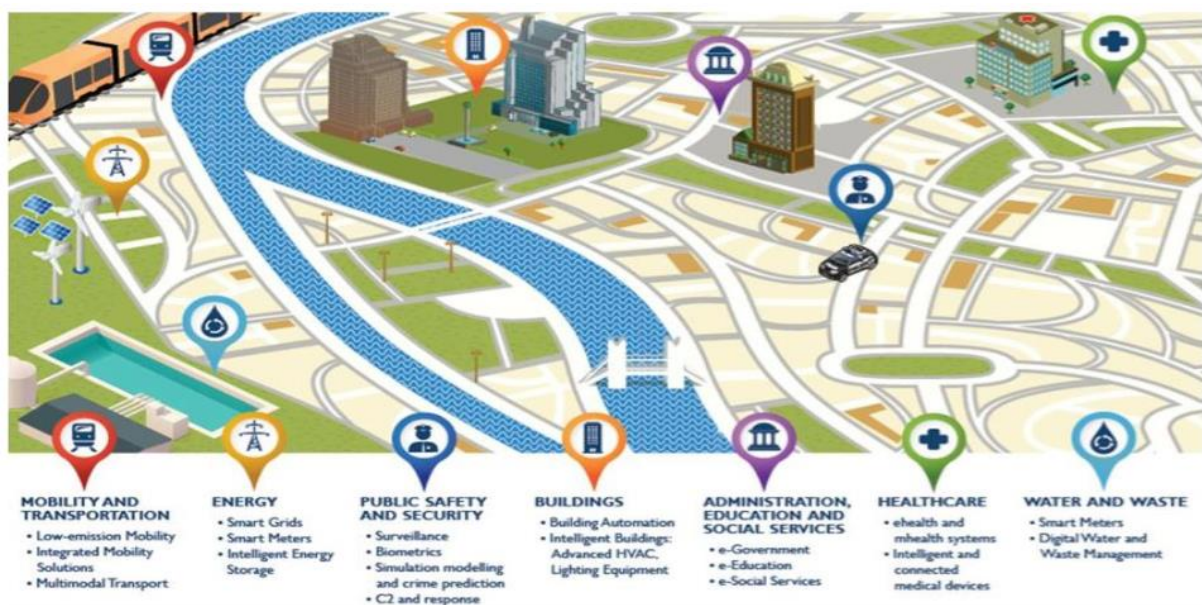 MOBILITY AND
TRANSPORTATION
• Low-emission Mobility
• Integrated Mobility
Solutions
• Multimodal Transport
ENERGY
• Smart Grids
• Smart Meters
• Intelligent Energy
Storage
PUBLIC SAFETY
AND SECURITY
• Surveillance
• Biometrics
• Simulation modelling
and crime prediction
• C2 and response
BUILDINGS
• Building Automation
• Intelligent Buildings:
Advanced HVAC,
Lighting Equipment
ADMINISTRATION,
EDUCATION AND
SOCIAL SERVICES
• e-Government
• e-Education
• e-Social Services
HEALTHCARE
• ehealth and
mhealth systems
• Intelligent and
connected
medical devices
WATER AND WASTE
• Smart Meters
• Digital Water and
Waste Management